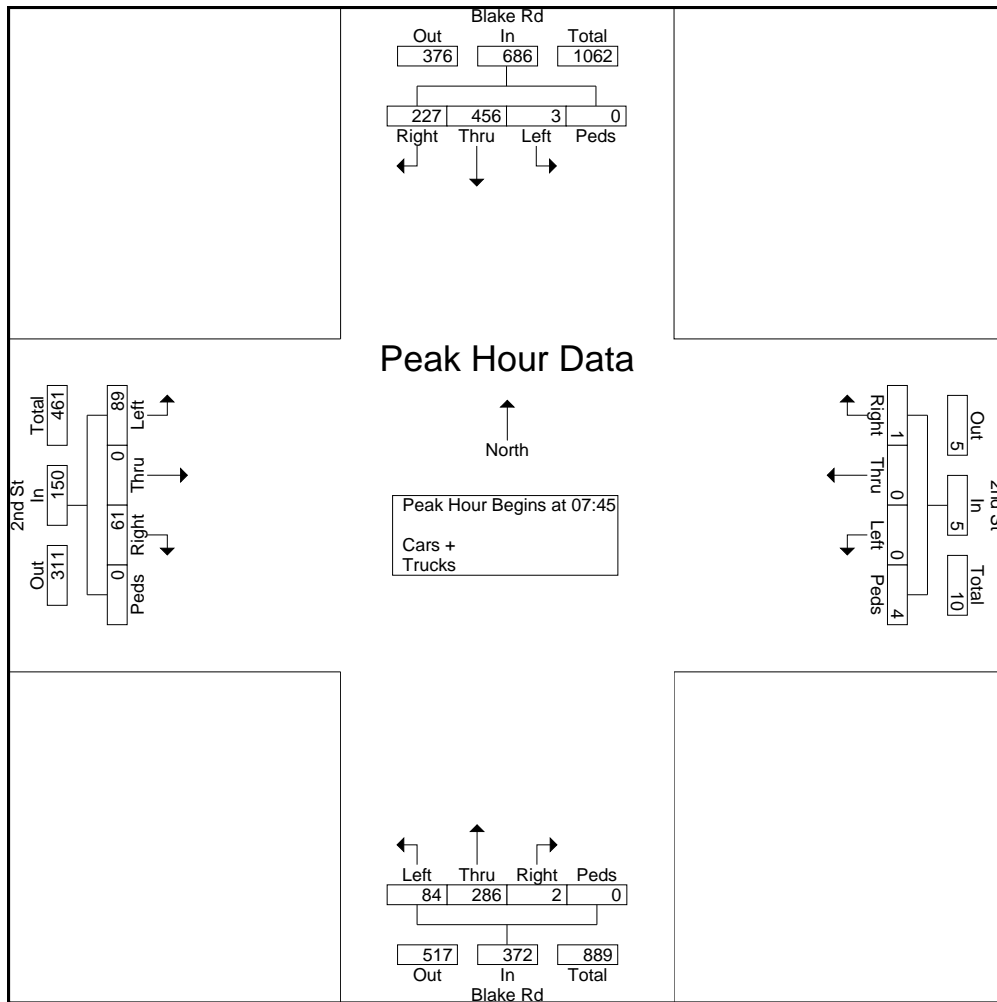 Blake Rd
Out In Total
376 686 1062
227 456 3 0
Right Thru Left Peds
Peak Hour Data
North
Peak Hour Begins at 07:45
Cars +
Trucks
2nd St
Total In Out
461 150 311
89 0 61 0
Left Thru Right Peds
2nd St
Out In Total
5 5 10
1 0 0 4
Right Thru Left Peds
Left Thru Right Peds
84 286 2 0
517 372 889
Out In Total
Blake Rd